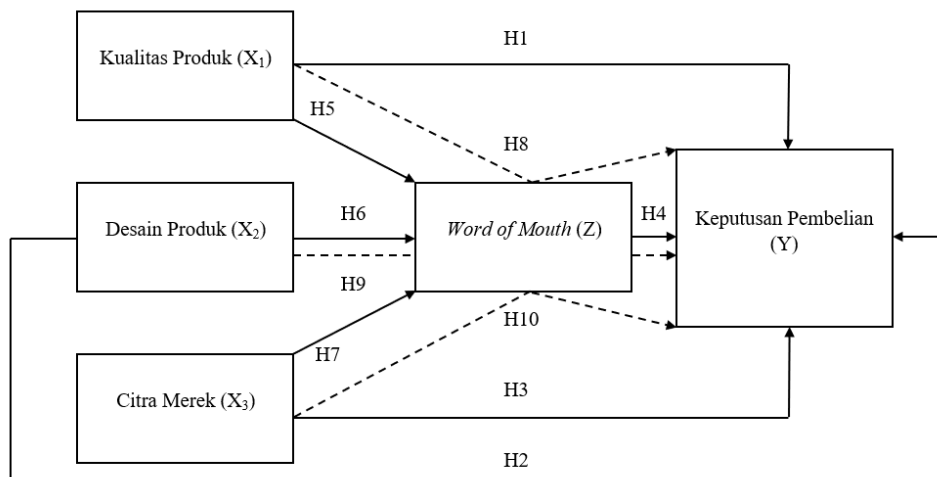 H1
Kualitas Produk (X₁)
H5
H8
H6
H4
Desain Produk (X₂)
Word of Mouth (Z)
Keputusan Pembelian
(Y)
H9
H10
H7
Citra Merek (X₃)
H3
H2